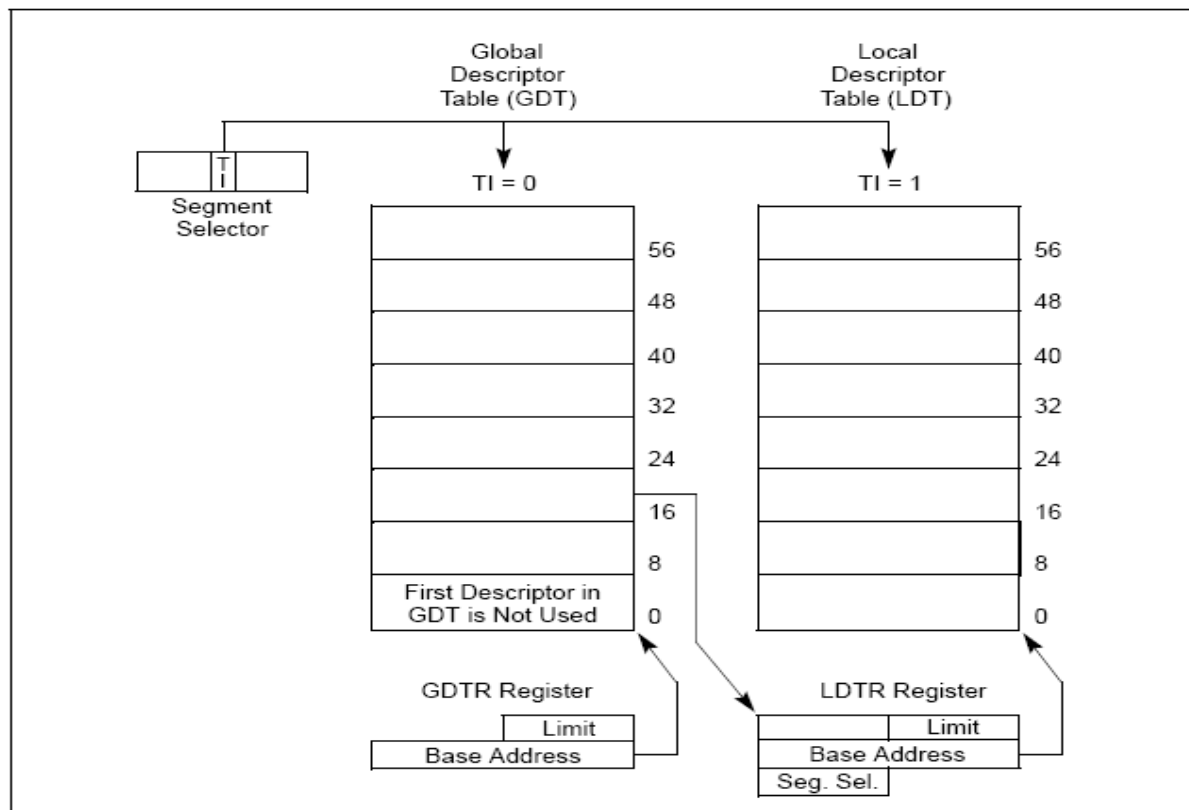 Global
Descriptor
Table (GDT)
Local
Descriptor
Table (LDT)
T
I
Segment
Selector
TI = 0
TI = 1
56
48
40
32
24
16
8
First Descriptor in
GDT is Not Used
0
56
48
40
32
24
16
8
0
GDTR Register
Limit
Base Address
LDTR Register
Limit
Base Address
Seg. Sel.